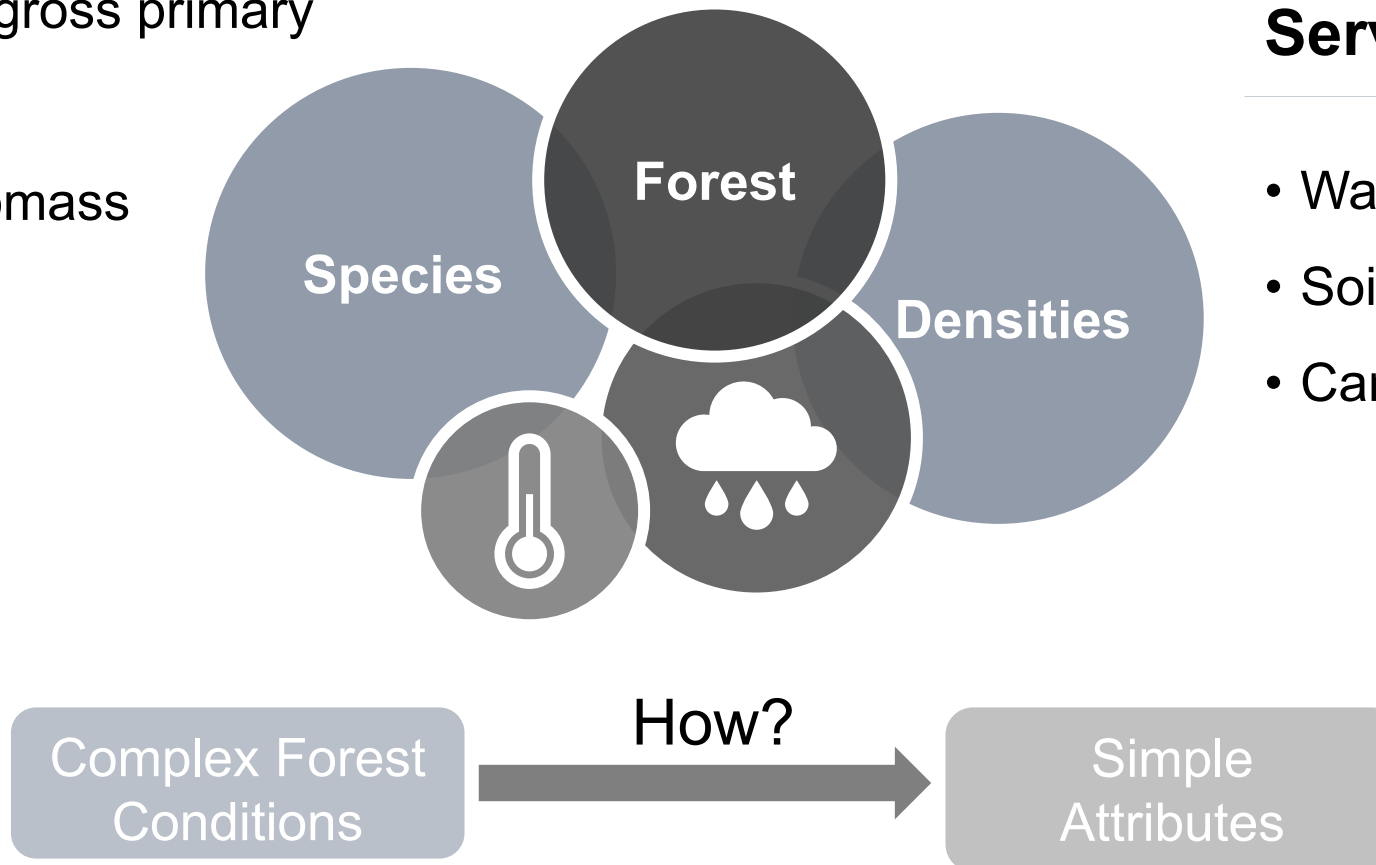 gross primary
Serv
Forest
omass
Wa
Species
Soi
Densities
Car
How?
Complex Forest
Conditions
Simple
Attributes